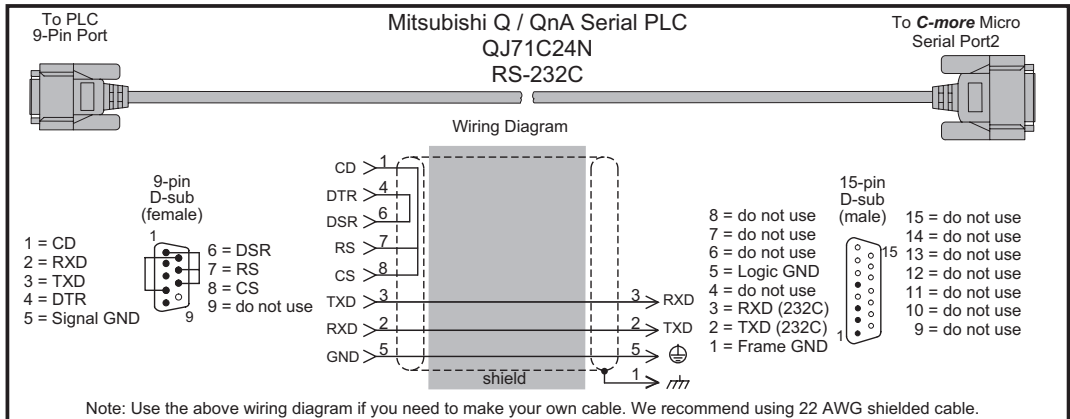 To PLC
9-Pin Port
Mitsubishi Q / QnA Serial PLC
QJ71C24N
RS-232C
To C-more Micro
Serial Port2
Wiring Diagram
9-pin
D-sub
(female)
1
9
1 = CD
2 = RXD
3 = TXD
4 = DTR
5 = Signal GND
6 = DSR
7 = RS
8 = CS
9 = do not use
CD 1
DTR 4
DSR 6
RS 7
CS 8
TXD 3
RXD 2
GND 5
shield
3 RXD
2 TXD
5
1
8 = do not use
7 = do not use
6 = do not use
5 = Logic GND
4 = do not use
3 = RXD (232C)
2 = TXD (232C)
1 = Frame GND
15-pin
D-sub
(male)
15
1
15 = do not use
14 = do not use
13 = do not use
12 = do not use
11 = do not use
10 = do not use
9 = do not use
Note: Use the above wiring diagram if you need to make your own cable. We recommend using 22 AWG shielded cable.